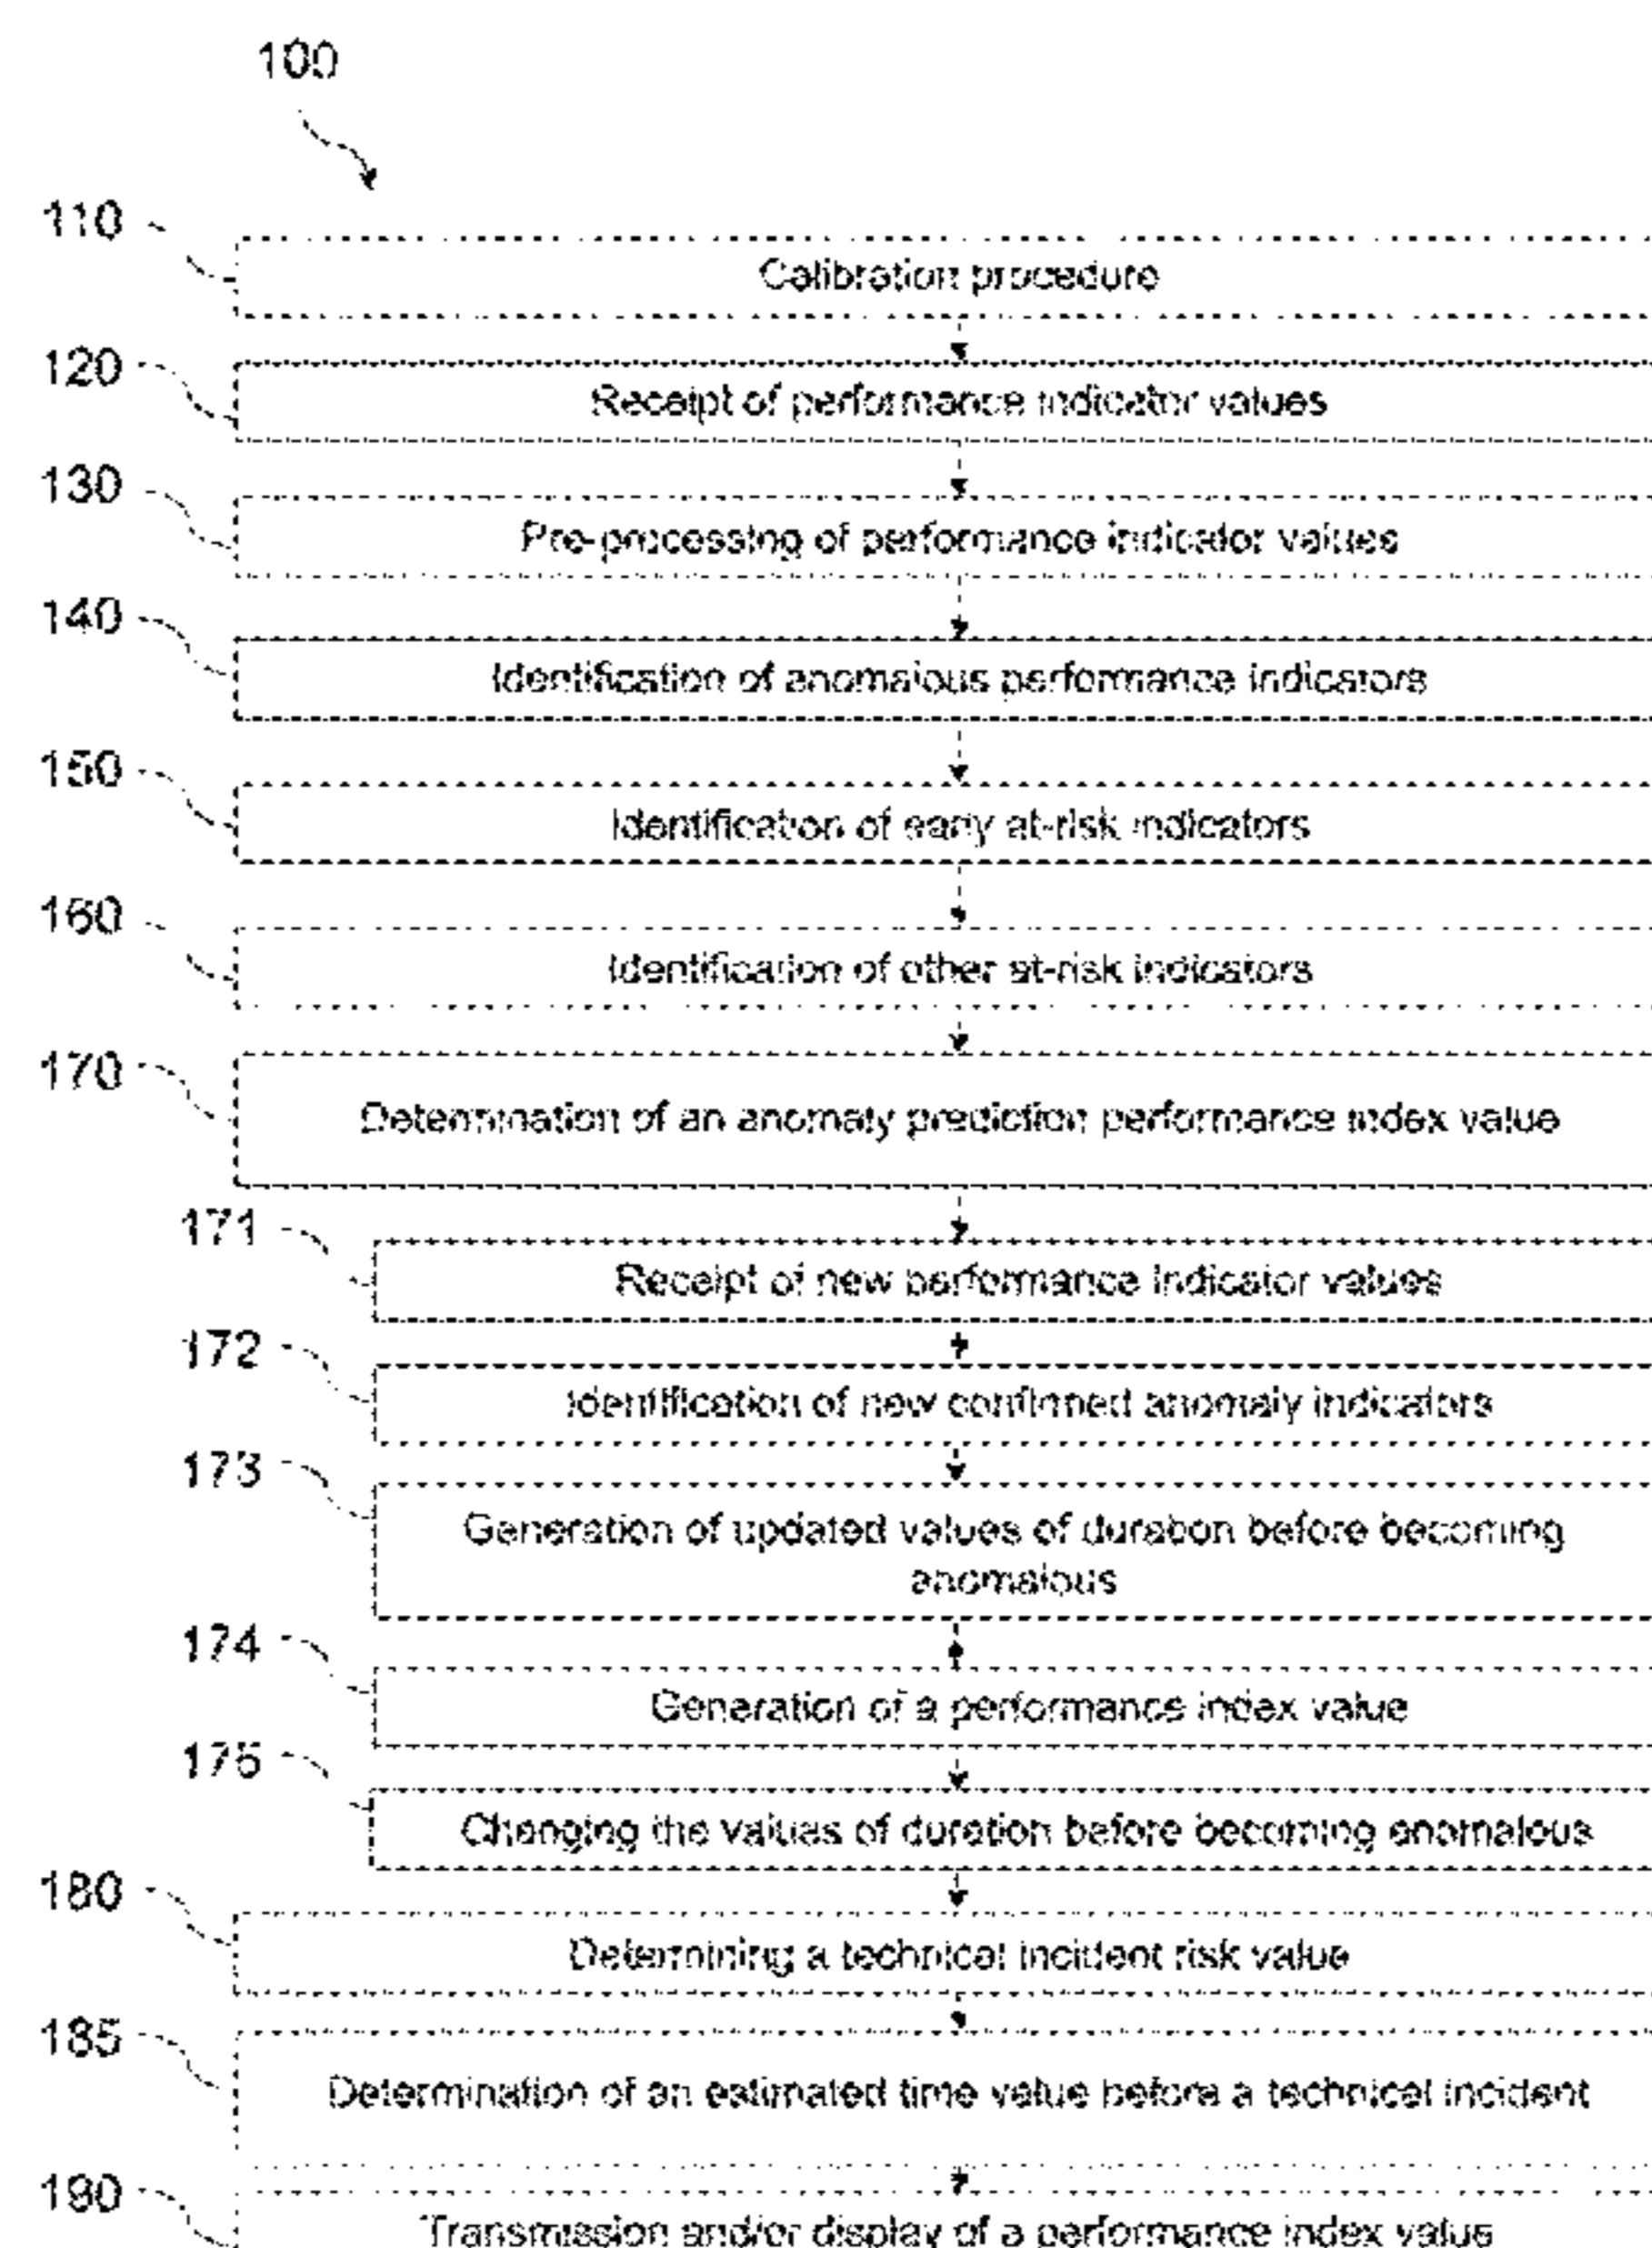 100
110
Calibration procedure
120
Receipt of performance indicator values
130
Pre-processing of performance indicator values
140
Identification of anomalous performance indicators
150
Identification of early at-risk indicators
160
Identification of other at-risk indicators
170
Determination of an anomaly prediction performance index value
171
Receipt of new performance indicator values
172
Identification of new confirmed anomaly indicators
173
Generation of updated values of duration before becoming
anomalous
174
Generation of a performance index value
175
Changing the values of duration before becoming anomalous
180
Determining a technical incident risk value
185
Determination of an estimated time value before a technical incident
190
Transmission and/or display of a performance index value